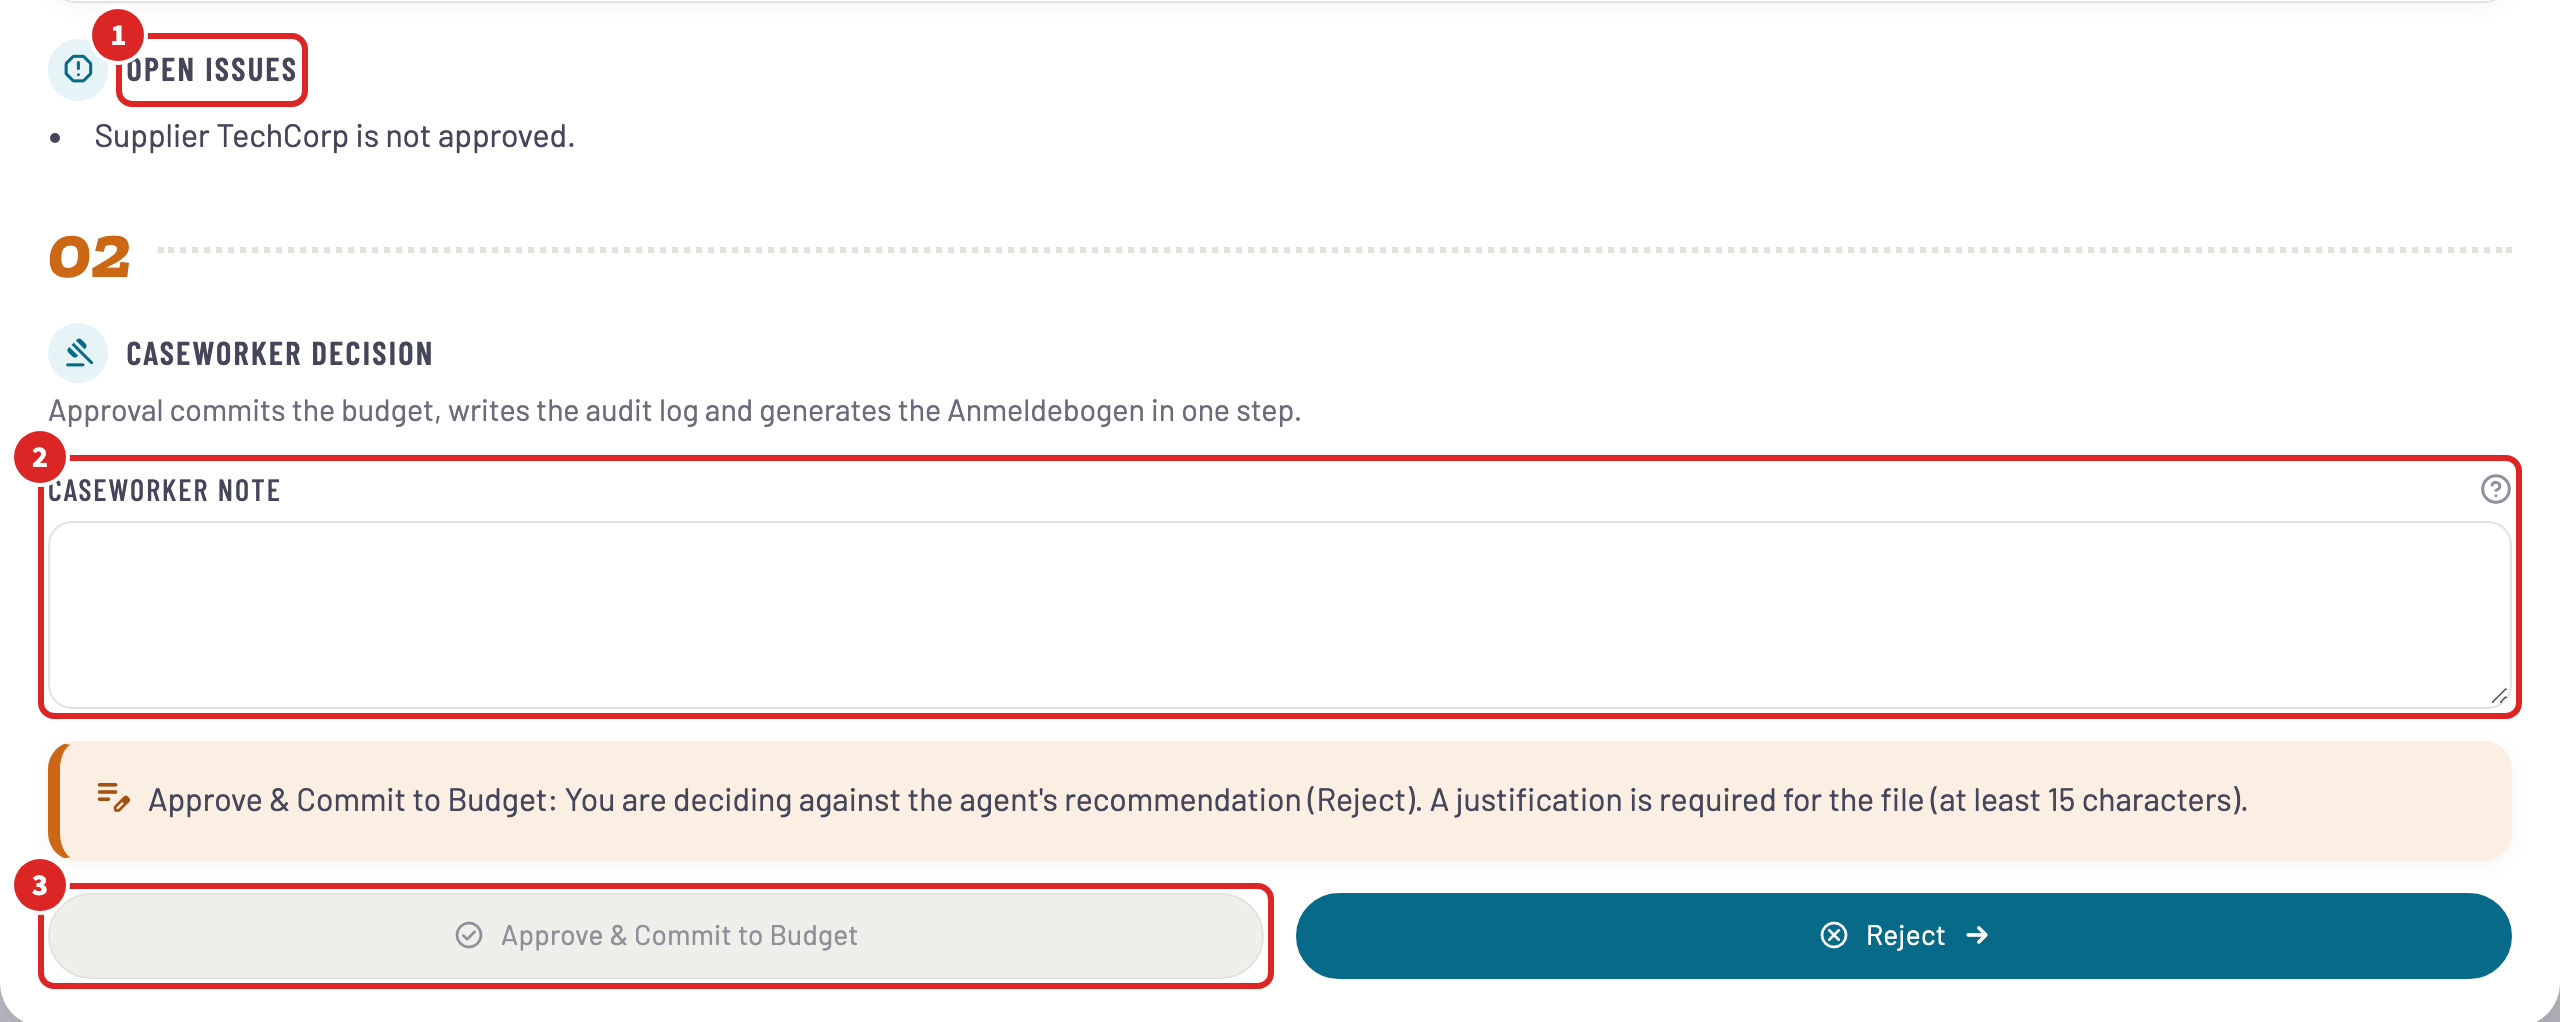 1
OPEN ISSUES
• Supplier TechCorp is not approved.
02
CASEWORKER DECISION
Approval commits the budget, writes the audit log and generates the Anmeldebogen in one step.
2
CASEWORKER NOTE
?
Approve & Commit to Budget: You are deciding against the agent's recommendation (Reject). A justification is required for the file (at least 15 characters).
3
Approve & Commit to Budget
Reject →